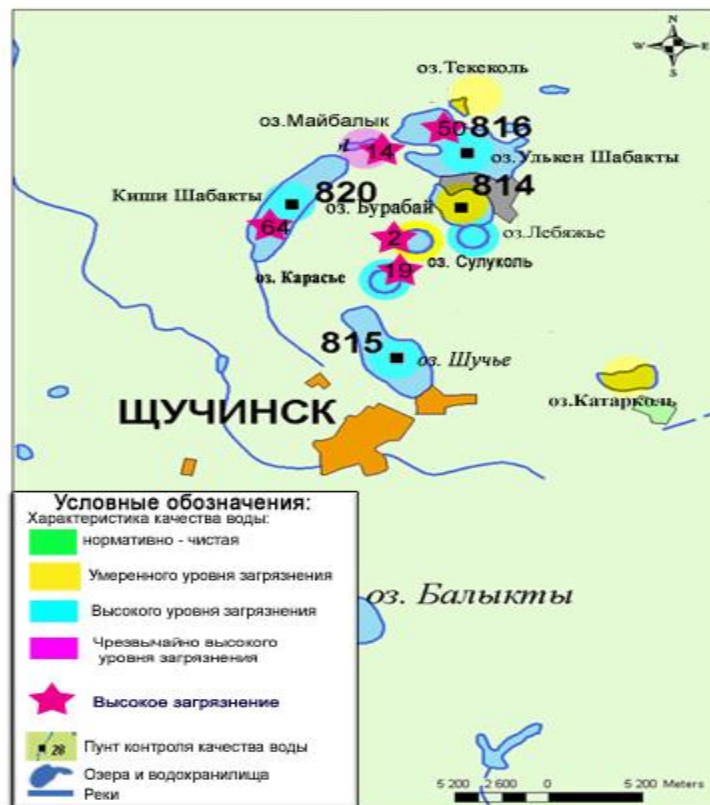 N
W E
S
оз.Текеколь
оз.Майбалык
50 816
14
оз.Улькен Шабакты
Киши Шабакты 820
814
оз. Бурабай
64
2
оз.Лебяжье
оз. Сулуколь
19
оз. Карасье
815
оз. Щучье
ЩУЧИНСК
оз.Катарколь
Условные обозначения:
Характеристика качества воды:
нормативно - чистая
Умеренного уровня загрязнения
Высокого уровня загрязнения
оз. Балыкты
Чрезвычайно высокого
уровня загрязнения
Высокое загрязнение
28 Пунт контроля качества воды
Озера и водохранилища
Реки
5 200 2 600 0 5 200 Meters